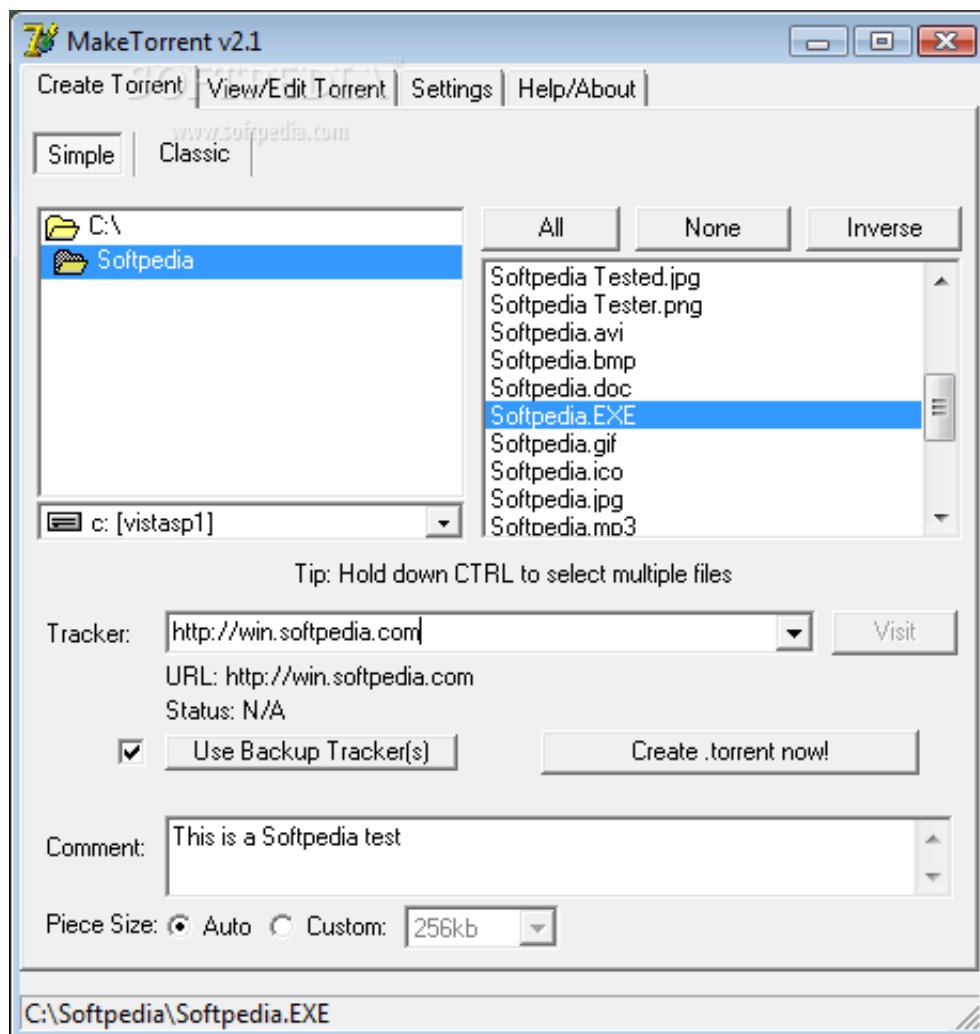 MakeTorrent v2.1
SOFTPEDIA
Create Torrent View/Edit Torrent Settings Help/About
www.softpedia.com
Simple Classic
C:\
Softpedia
All None Inverse
Softpedia Tested.jpg
Softpedia Tester.png
Softpedia.avi
Softpedia.bmp
Softpedia.doc
Softpedia.EXE
Softpedia.gif
Softpedia.ico
Softpedia.jpg
Softpedia.mp3
c: [vistasp1]
Tip: Hold down CTRL to select multiple files
Tracker: http://win.softpedia.com Visit
URL: http://win.softpedia.com
Status: N/A
Use Backup Tracker(s) Create .torrent now!
Comment: This is a Softpedia test
Piece Size: Auto Custom: 256kb
C:\Softpedia\Softpedia.EXE